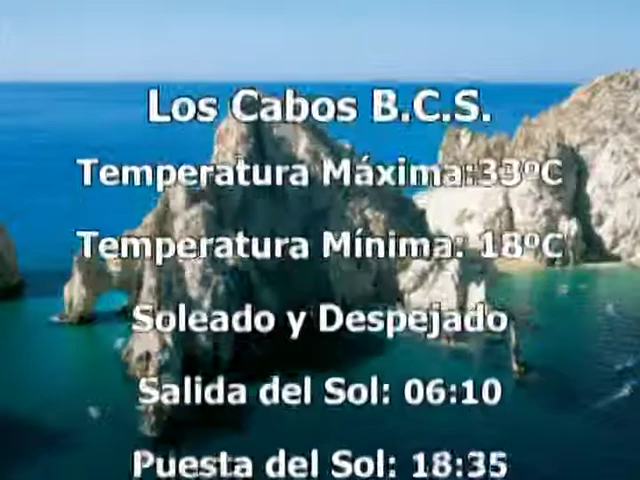 Los Cabos B.C.S.
Temperatura Máxima:33ºC
Temperatura Mínima: 18ºC
Soleado y Despejado
Salida del Sol: 06:10
Puesta del Sol: 18:35